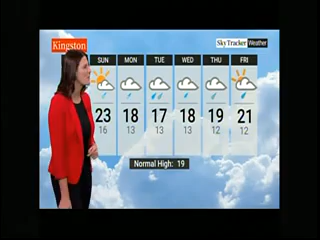 Kingston
SkyTracker Weather
SUN MON TUE WED THU FRI
23 18 17 18 19 21
16 13 13 13 12 12
Normal High: 19